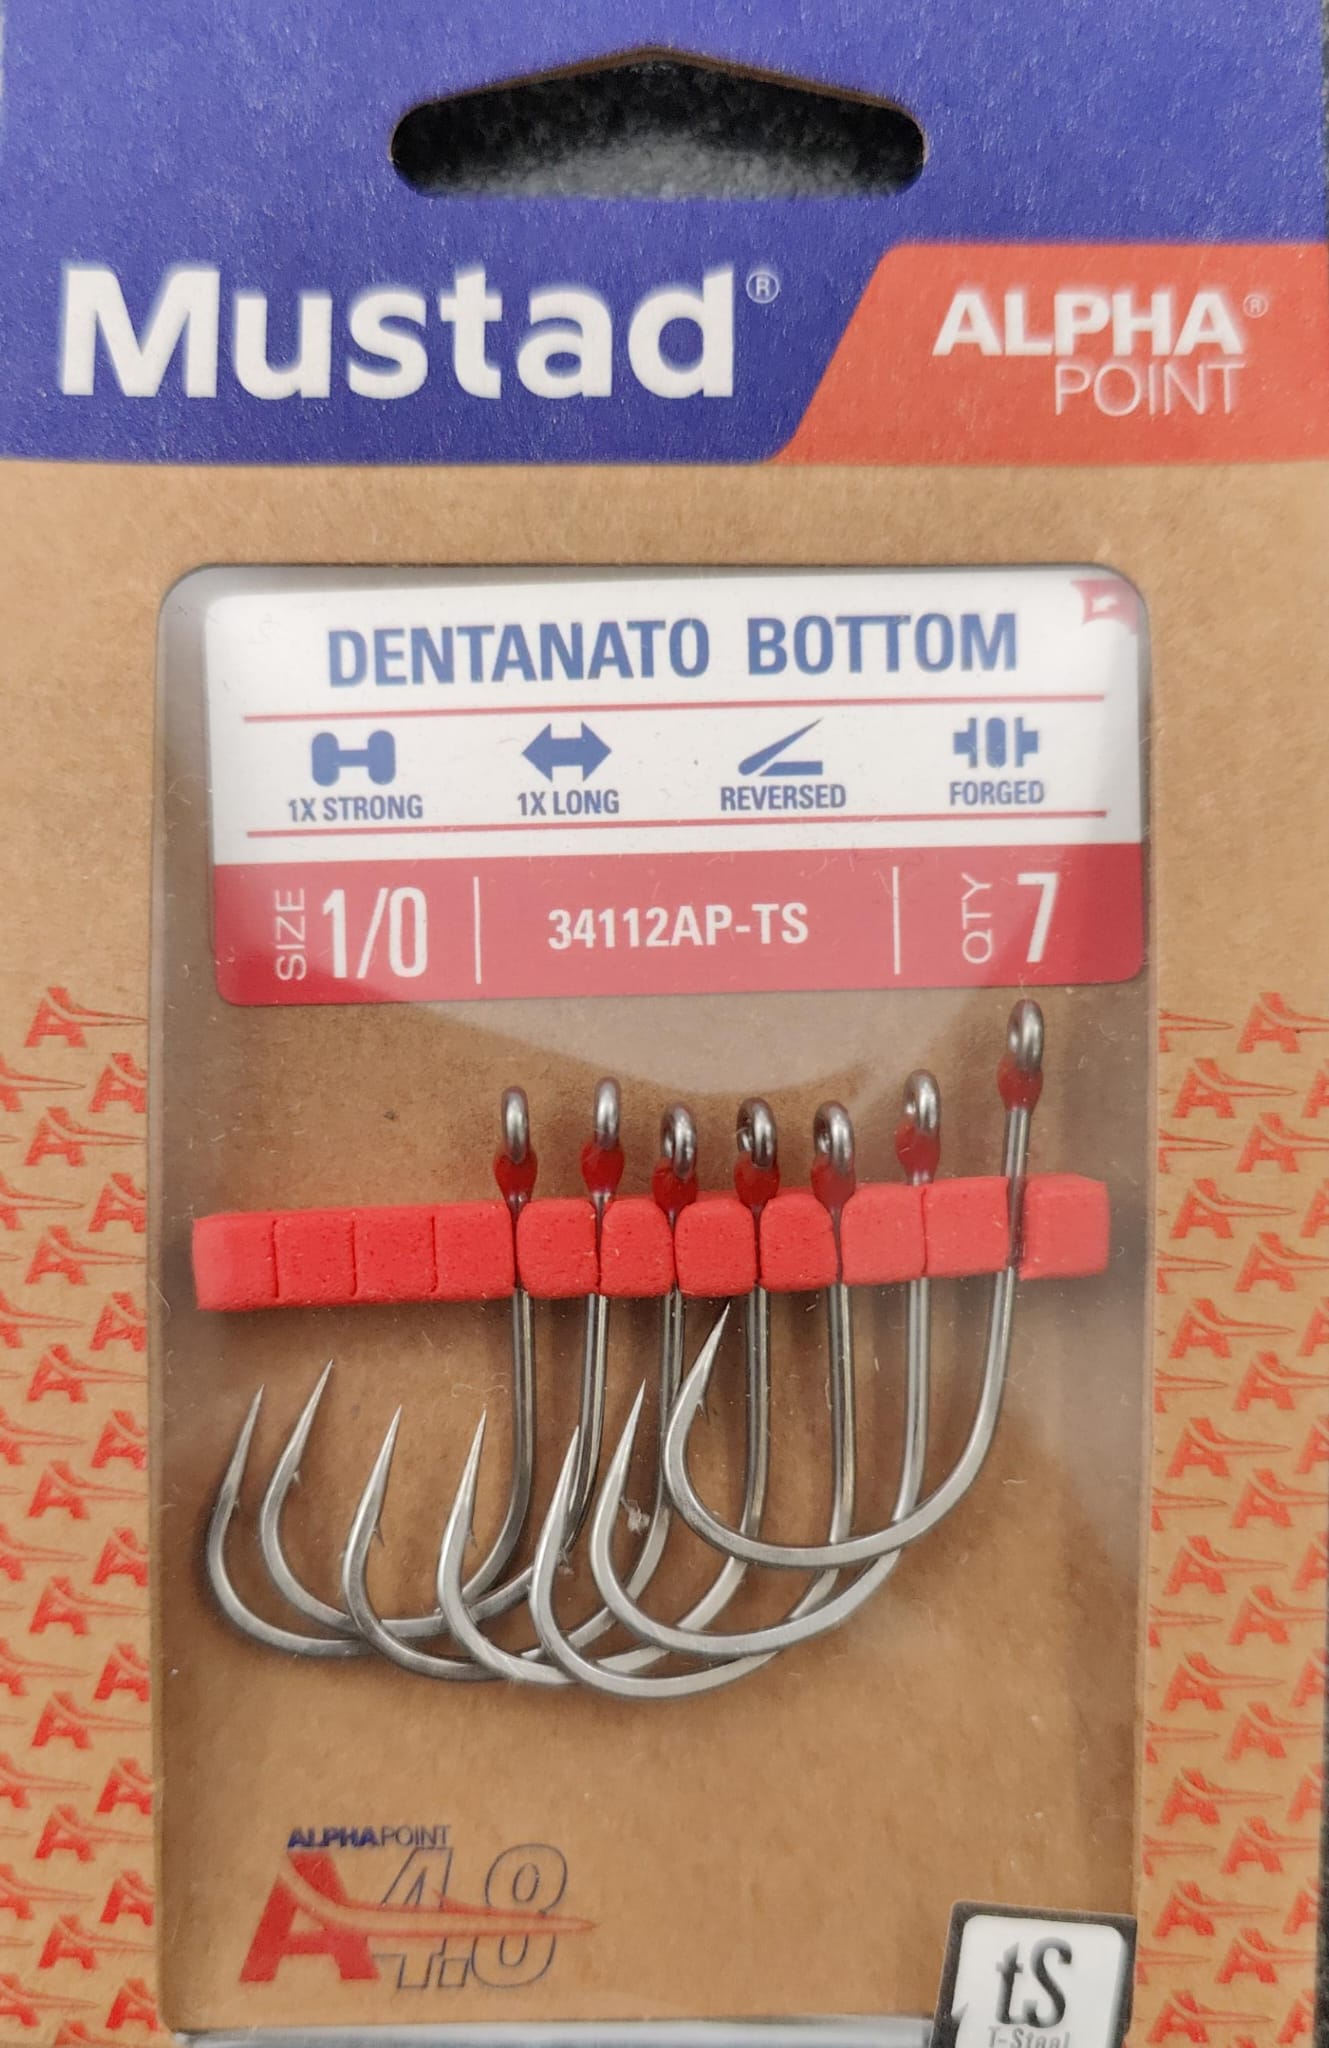 Mustad®
ALPHA®
POINT
DENTANATO BOTTOM
1X STRONG
1X LONG
REVERSED
FORGED
SIZE 1/0
34112AP-TS
QTY 7
ALPHAPOINT
A4.8
tS
T-Steel